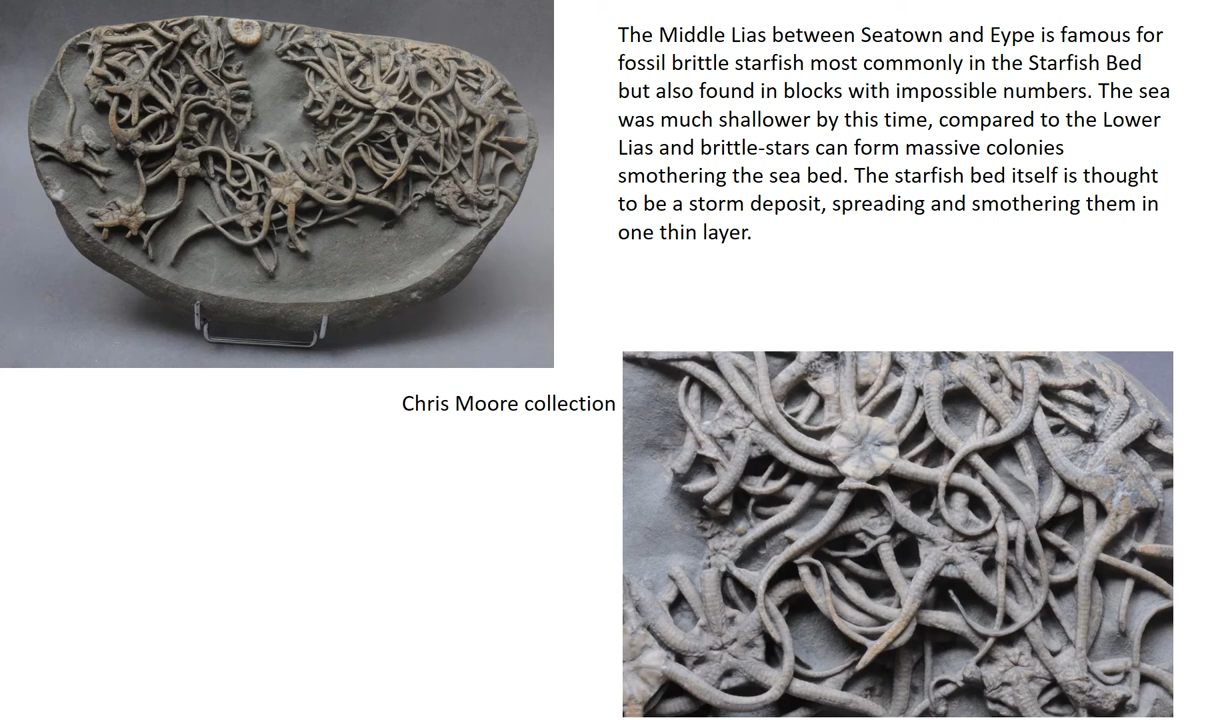 The Middle Lias between Seatown and Eype is famous for
fossil brittle starfish most commonly in the Starfish Bed
but also found in blocks with impossible numbers. The sea
was much shallower by this time, compared to the Lower
Lias and brittle-stars can form massive colonies
smothering the sea bed. The starfish bed itself is thought
to be a storm deposit, spreading and smothering them in
one thin layer.
Chris Moore collection